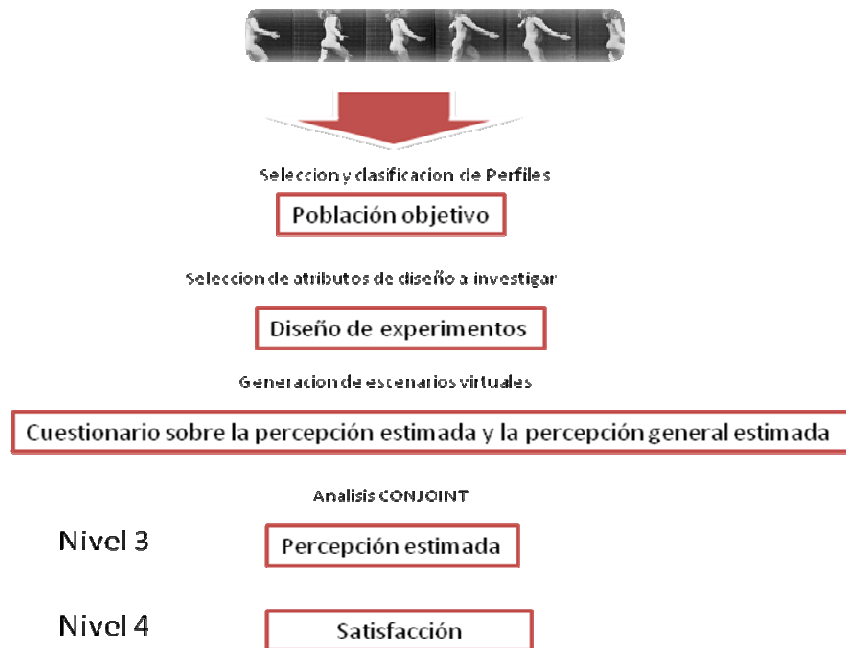 Seleccion y clasificacion de Perfiles
Población objetivo
Seleccion de atributos de diseño a investigar
Diseño de experimentos
Generacion de escenarios virtuales
Cuestionario sobre la percepción estimada y la percepción general estimada
Analisis CONJOINT
Nivel 3
Percepción estimada
Nivel 4
Satisfacción